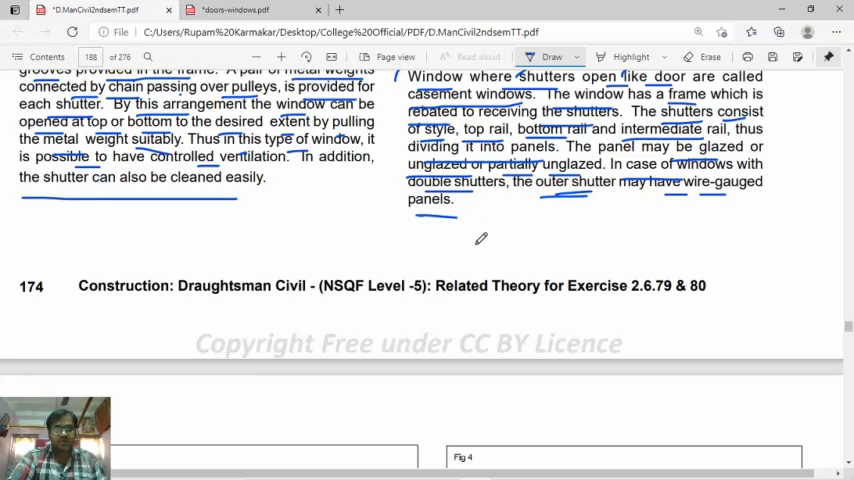 *D.ManCivil2ndsemTT.pdf
*doors-windows.pdf
File
C:/Users/Rupam%20Karmakar/Desktop/College%20Official/PDF/D.ManCivil2ndsemTT.pdf
Contents
188 of 276
Page view
Read aloud
Draw
Highlight
Erase
grooves provided in the frame. A pair of metal weights
connected by chain passing over pulleys, is provided for
each shutter. By this arrangement the window can be
opened at top or bottom to the desired extent by pulling
the metal weight suitably. Thus in this type of window, it
is possible to have controlled ventilation. In addition,
the shutter can also be cleaned easily.
Window where shutters open like door are called
casement windows. The window has a frame which is
rebated to receiving the shutters. The shutters consist
of style, top rail, bottom rail and intermediate rail, thus
dividing it into panels. The panel may be glazed or
unglazed or partially unglazed. In case of windows with
double shutters, the outer shutter may have wire-gauged
panels.
174 Construction: Draughtsman Civil - (NSQF Level -5): Related Theory for Exercise 2.6.79 & 80
Copyright Free under CC BY Licence
Fig 4